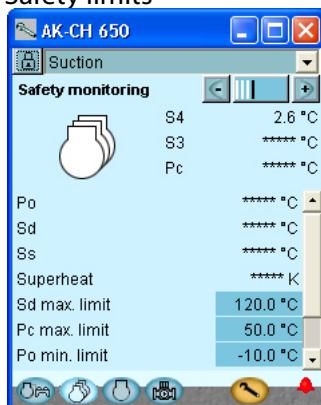 Safety limits
AK-CH 650
Suction
Safety monitoring
S4 2.6 °C
S3 ***** °C
Pc ***** °C
Po ***** °C
Sd ***** °C
Ss ***** °C
Superheat ***** K
Sd max. limit 120.0 °C
Pc max. limit 50.0 °C
Po min. limit -10.0 °C